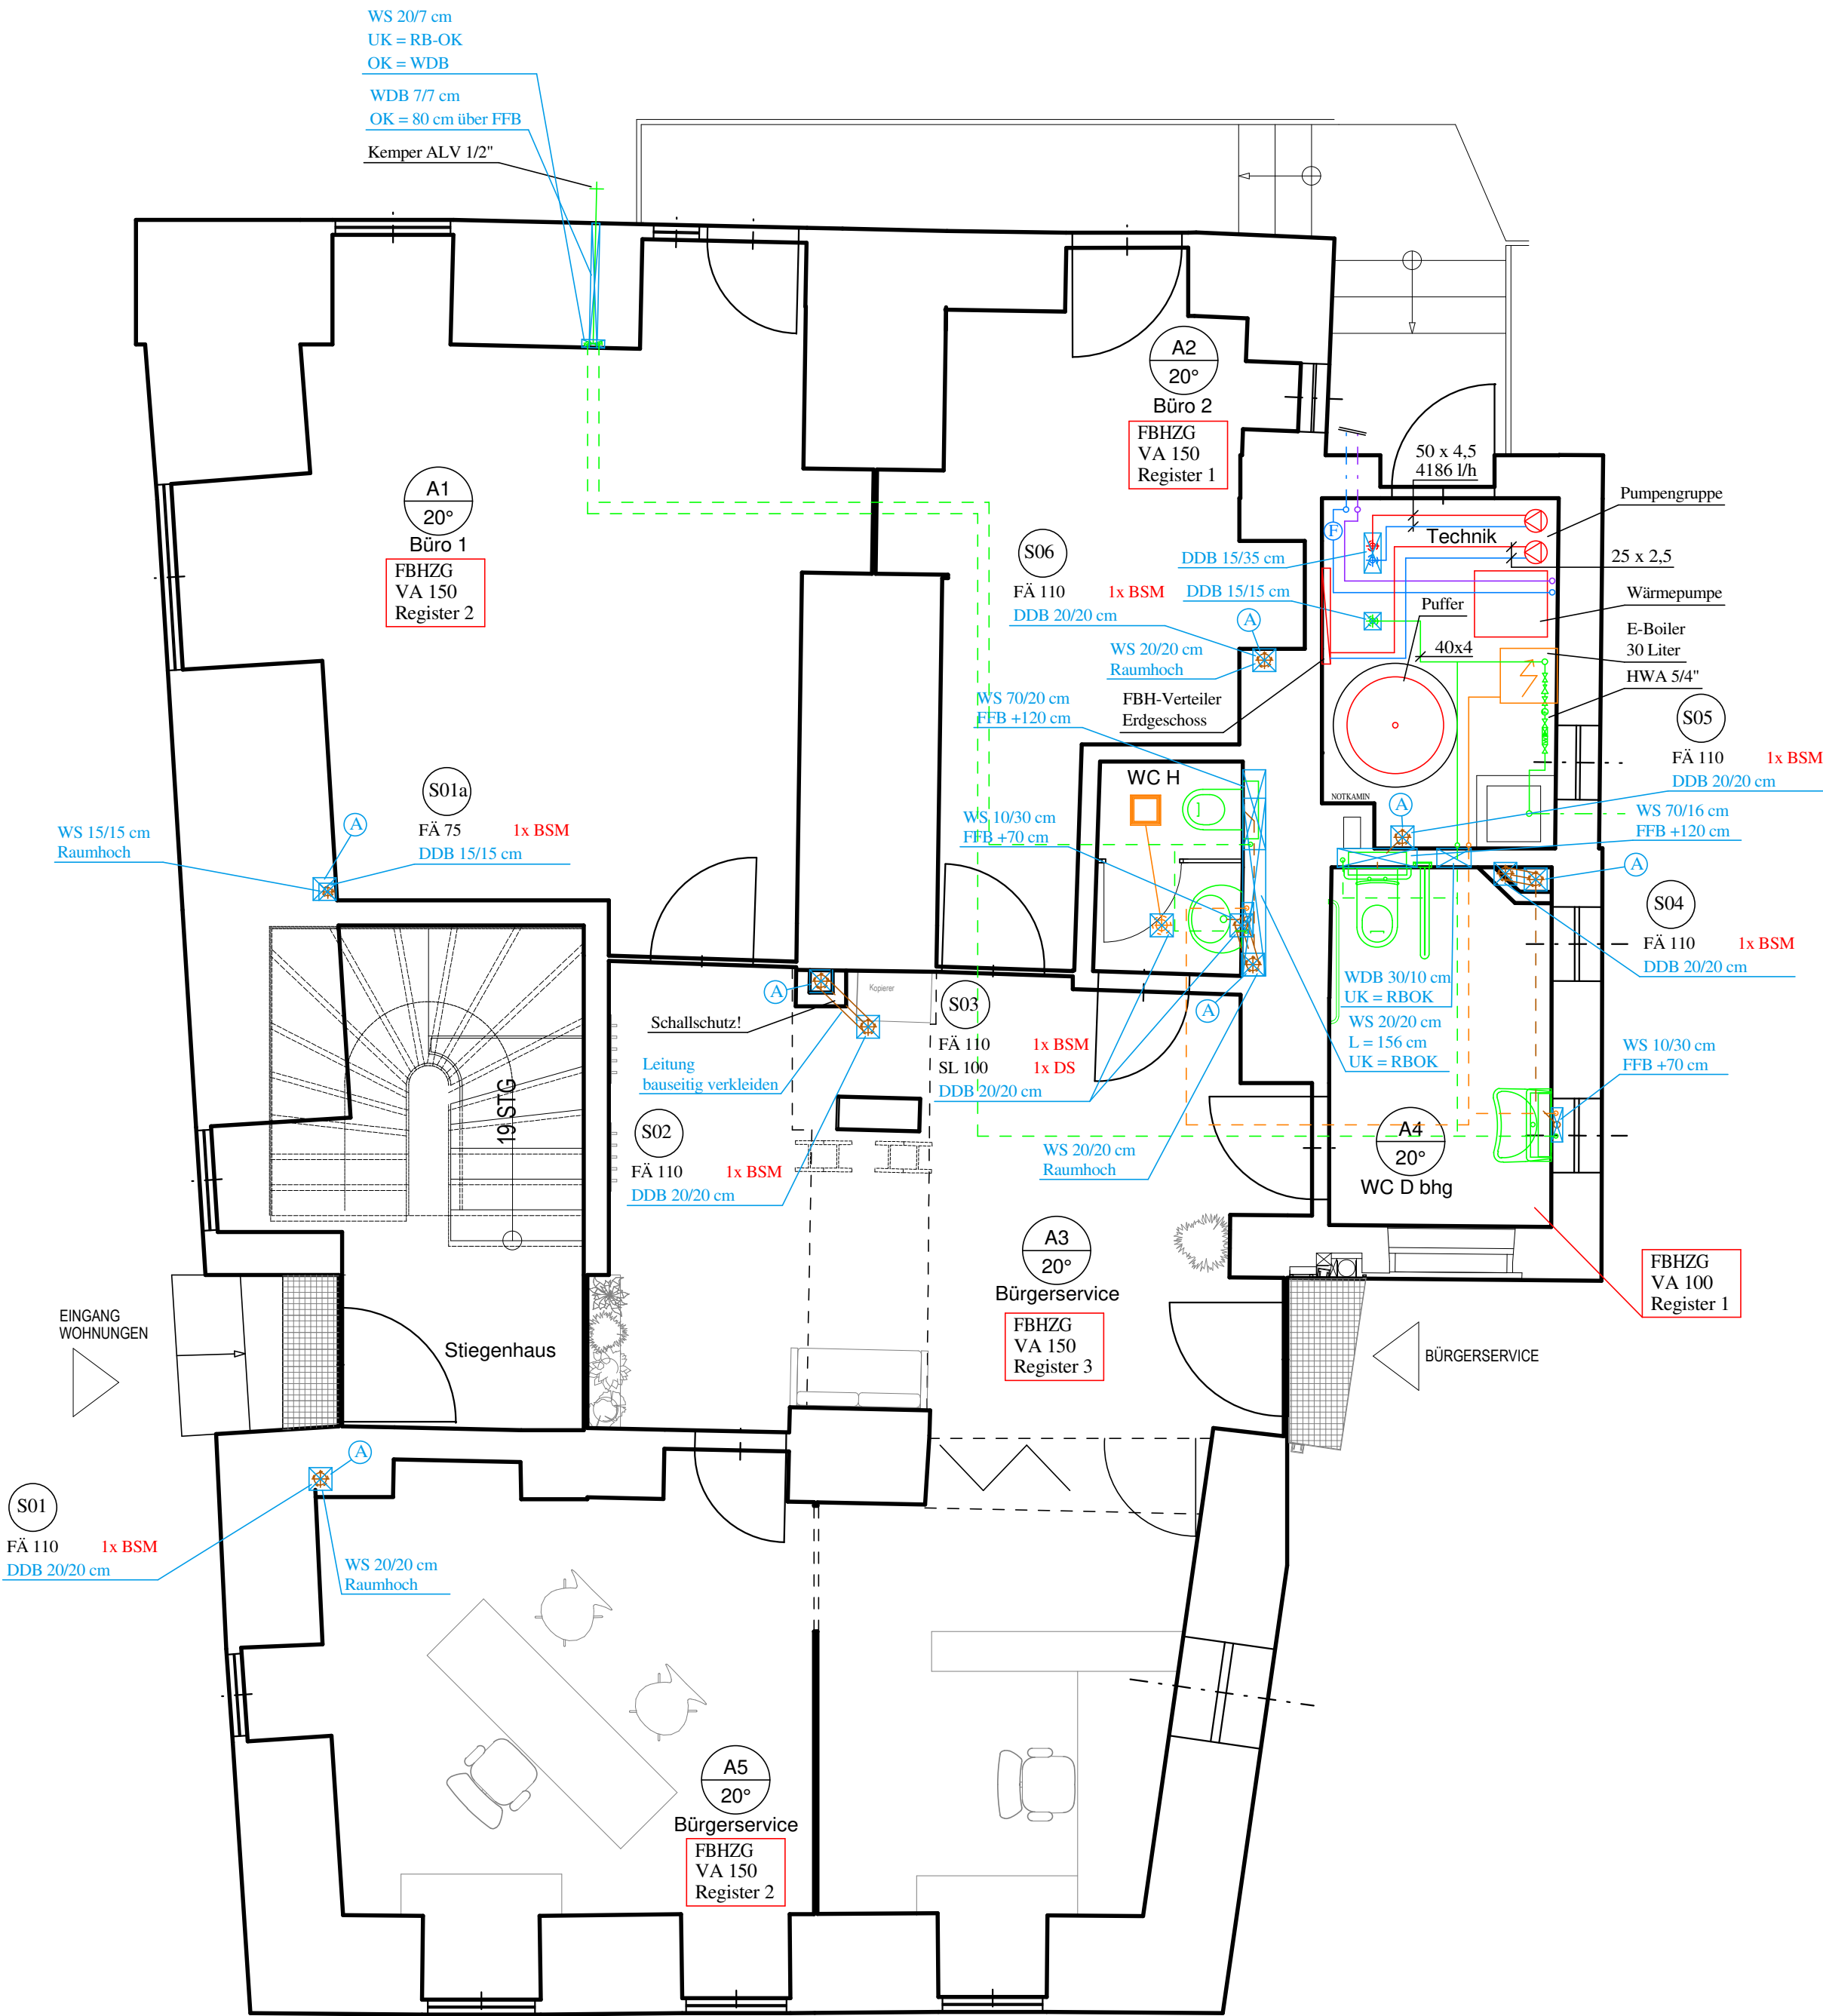 WS 20/7 cm
UK = RB-OK
OK = WDB
WDB 7/7 cm
OK = 80 cm über FFB
Kemper ALV 1/2"
A2
20°
Büro 2
FBHZG
VA 150
Register 1
A1
20°
Büro 1
FBHZG
VA 150
Register 2
50 x 4,5
4186 l/h
Pumpengruppe
F
Technik
25 x 2,5
S06
FÄ 110 1x BSM
DDB 20/20 cm
DDB 15/35 cm
DDB 15/15 cm
Wärmepumpe
Puffer
A
E-Boiler
30 Liter
40x4
WS 20/20 cm
Raumhoch
HWA 5/4"
FBH-Verteiler
Erdgeschoss
WS 70/20 cm
FFB +120 cm
S05
FÄ 110 1x BSM
DDB 20/20 cm
WC H
NOTKAMIN
A
WS 70/16 cm
FFB +120 cm
S01a
FÄ 75 1x BSM
DDB 15/15 cm
A
WS 15/15 cm
Raumhoch
WS 10/30 cm
FFB +70 cm
A
S04
FÄ 110 1x BSM
DDB 20/20 cm
WDB 30/10 cm
UK = RBOK
WS 20/20 cm
L = 156 cm
UK = RBOK
A
Kopierer
A
Schallschutz!
S03
FÄ 110 1x BSM
SL 100 1x DS
DDB 20/20 cm
Leitung
bauseitig verkleiden
WS 10/30 cm
FFB +70 cm
19 STG
S02
FÄ 110 1x BSM
DDB 20/20 cm
WS 20/20 cm
Raumhoch
A4
20°
WC D bhg
A3
20°
Bürgerservice
FBHZG
VA 150
Register 3
FBHZG
VA 100
Register 1
EINGANG
WOHNUNGEN
Stiegenhaus
BÜRGERSERVICE
A
S01
FÄ 110 1x BSM
DDB 20/20 cm
WS 20/20 cm
Raumhoch
A5
20°
Bürgerservice
FBHZG
VA 150
Register 2